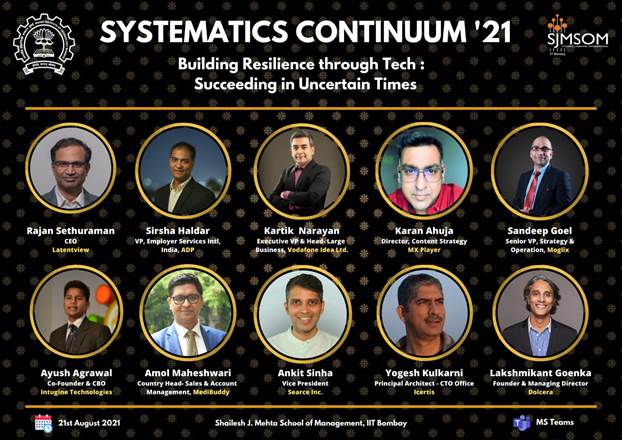 SYSTEMATICS CONTINUUM '21
SJMSOM
IIT Bombay
Building Resilience through Tech :
Succeeding in Uncertain Times
Rajan Sethuraman
CEO
Latentview
Sirsha Haldar
VP, Employer Services Intl,
India, ADP
Kartik Narayan
Executive VP & Head- Large
Business, Vodafone Idea Ltd.
Karan Ahuja
Director, Content Strategy
MX Player
Sandeep Goel
Senior VP, Strategy &
Operation, Moglix
Ayush Agrawal
Co-Founder & CBO
Intugine Technologies
Amol Maheshwari
Country Head- Sales & Account
Management, MediBuddy
Ankit Sinha
Vice President
Searce Inc.
Yogesh Kulkarni
Principal Architect - CTO Office
Icertis
Lakshmikant Goenka
Founder & Managing Director
Dolcera
21st August 2021
Shailesh J. Mehta School of Management, IIT Bombay
MS Teams